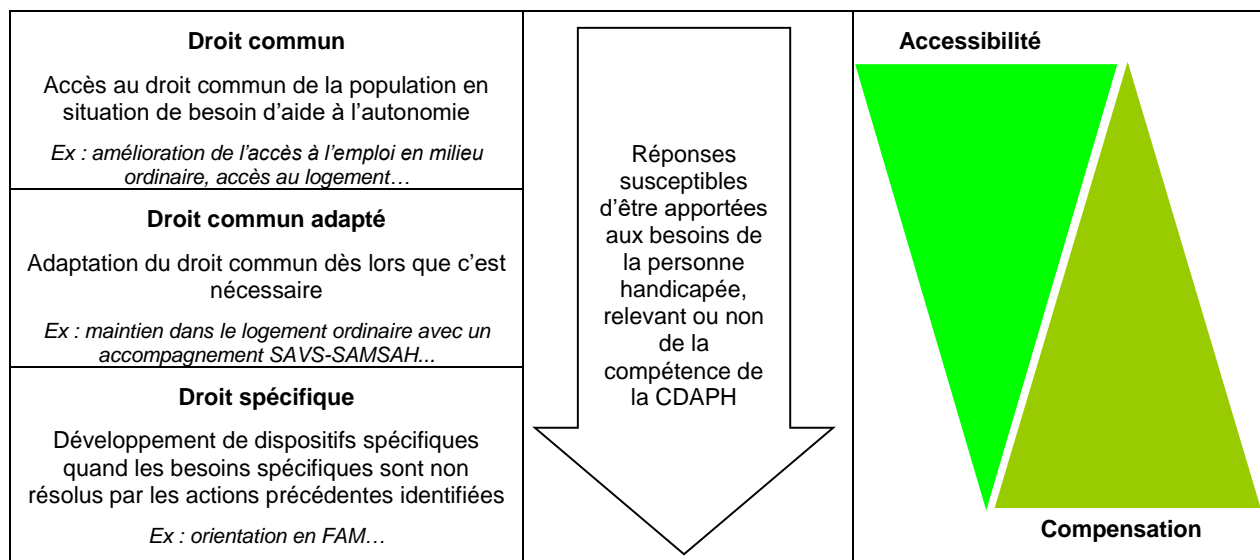 Droit commun
Accès au droit commun de la population en
situation de besoin d'aide à l'autonomie
Ex : amélioration de l'accès à l'emploi en milieu
ordinaire, accès au logement…
Droit commun adapté
Adaptation du droit commun dès lors que c'est
nécessaire
Ex : maintien dans le logement ordinaire avec un
accompagnement SAVS-SAMSAH...
Droit spécifique
Développement de dispositifs spécifiques
quand les besoins spécifiques sont non
résolus par les actions précédentes identifiées
Ex : orientation en FAM…
Réponses
susceptibles
d'être apportées
aux besoins de
la personne
handicapée,
relevant ou non
de la
compétence de
la CDAPH
Accessibilité
Compensation